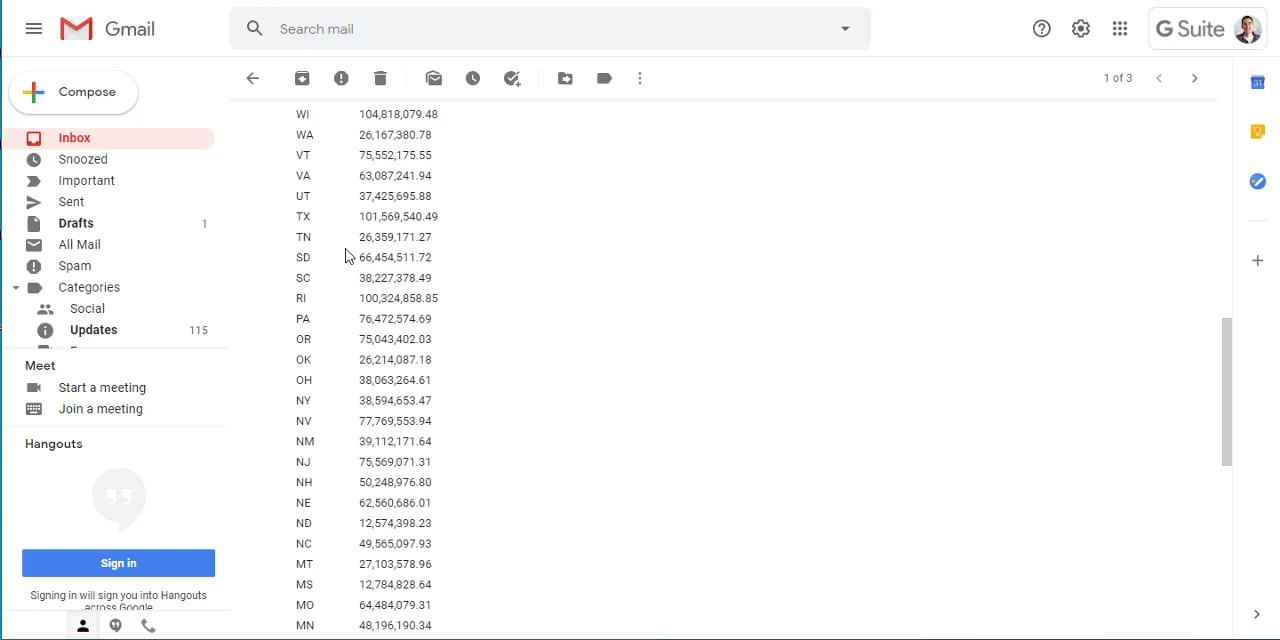 Gmail
Search mail
G Suite
Compose
1 of 3
31
Inbox
Snoozed
Important
Sent
Drafts 1
All Mail
Spam
Categories
Social
Updates 115
Meet
Start a meeting
Join a meeting
Hangouts
Sign in
Signing in will sign you into Hangouts
across Google
WI 104,818,079.48
WA 26,167,380.78
VT 75,552,175.55
VA 63,087,241.94
UT 37,425,695.88
TX 101,569,540.49
TN 26,359,171.27
SD 66,454,511.72
SC 38,227,378.49
RI 100,324,858.85
PA 76,472,574.69
OR 75,043,402.03
OK 26,214,087.18
OH 38,063,264.61
NY 38,594,653.47
NV 77,769,553.94
NM 39,112,171.64
NJ 75,569,071.31
NH 50,248,976.80
NE 62,560,686.01
ND 12,574,398.23
NC 49,565,097.93
MT 27,103,578.96
MS 12,784,828.64
MO 64,484,079.31
MN 48,196,190.34